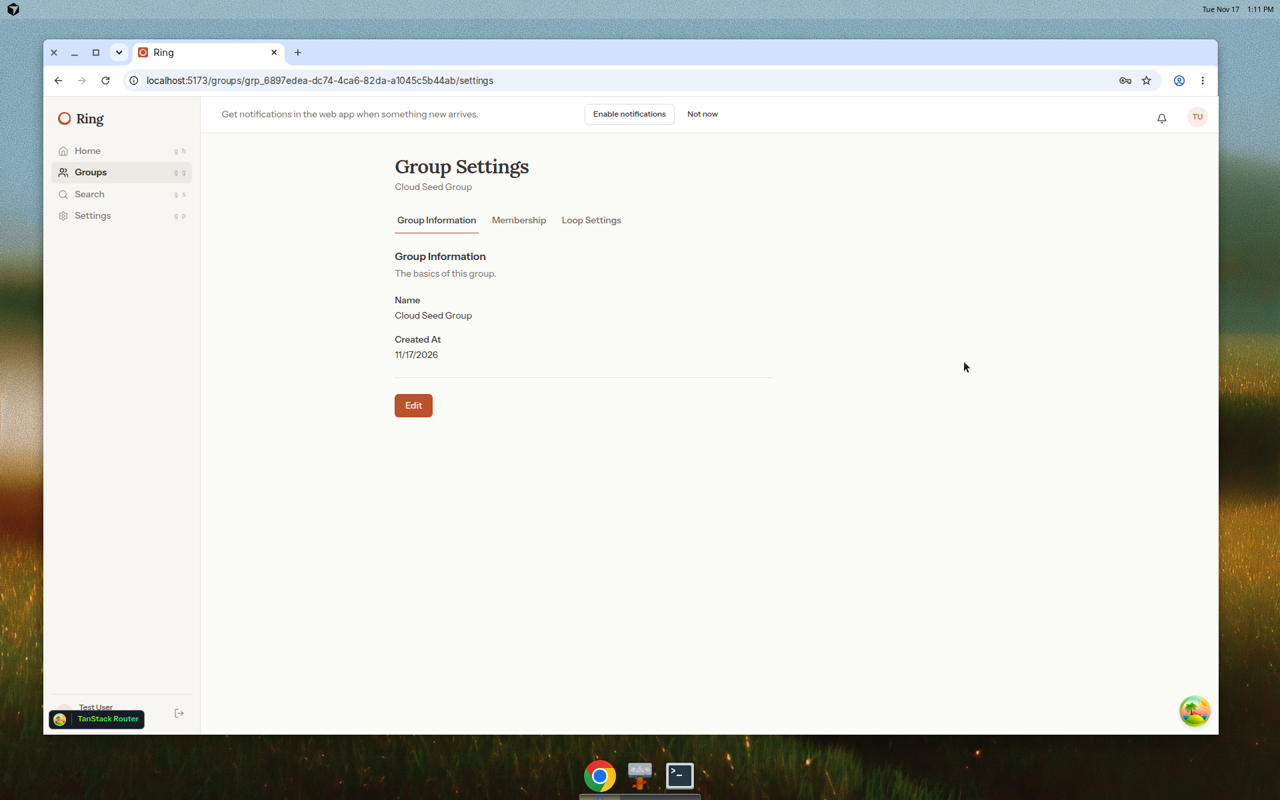 Tue Nov 17 1:11 PM
Ring
localhost:5173/groups/grp_6897edea-dc74-4ca6-82da-a1045c5b44ab/settings
Ring
Get notifications in the web app when something new arrives.
Enable notifications
Not now
TU
Home g h
Groups g g
Search g s
Settings g p
Group Settings
Cloud Seed Group
Group Information Membership Loop Settings
Group Information
The basics of this group.
Name
Cloud Seed Group
Created At
11/17/2026
Edit
Test User
TanStack Router
>_